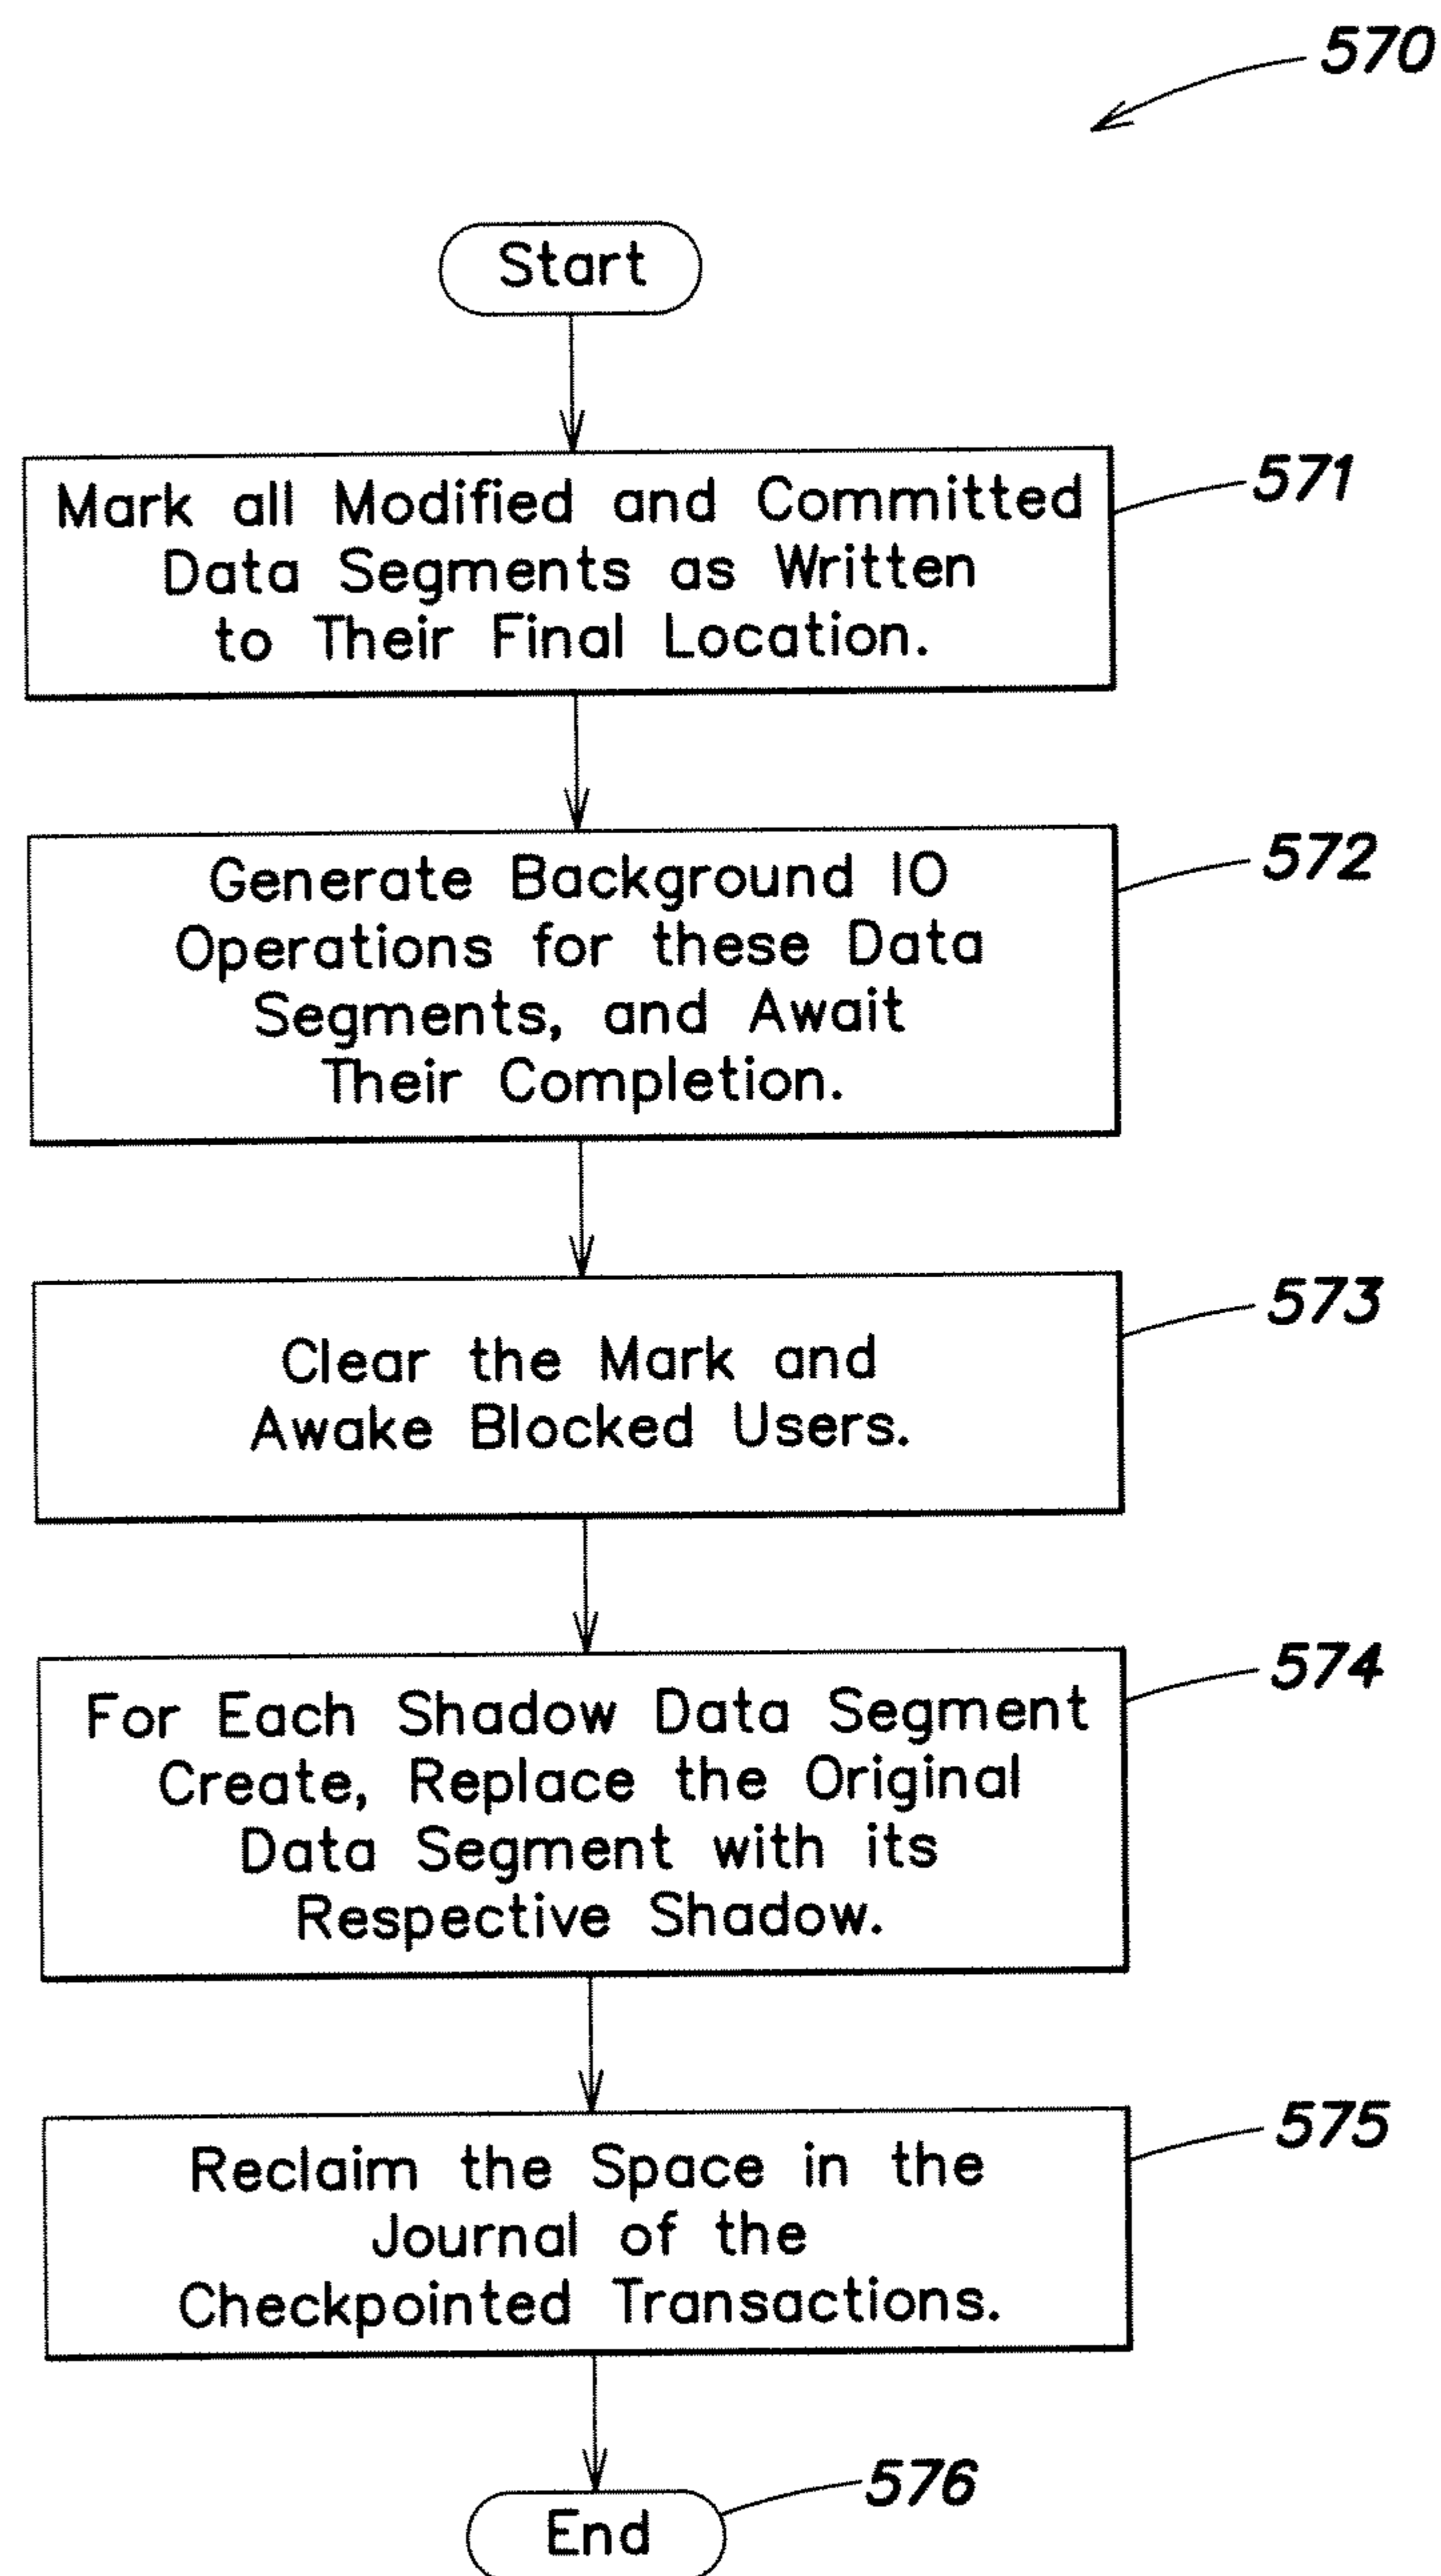 570
Start
Mark all Modified and Committed
Data Segments as Written
to Their Final Location.
571
Generate Background IO
Operations for these Data
Segments, and Await
Their Completion.
572
Clear the Mark and
Awake Blocked Users.
573
For Each Shadow Data Segment
Create, Replace the Original
Data Segment with its
Respective Shadow.
574
Reclaim the Space in the
Journal of the
Checkpointed Transactions.
575
End
576